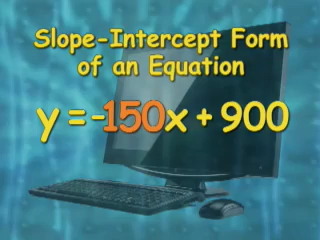 Slope-Intercept Form
of an Equation
y = -150x + 900